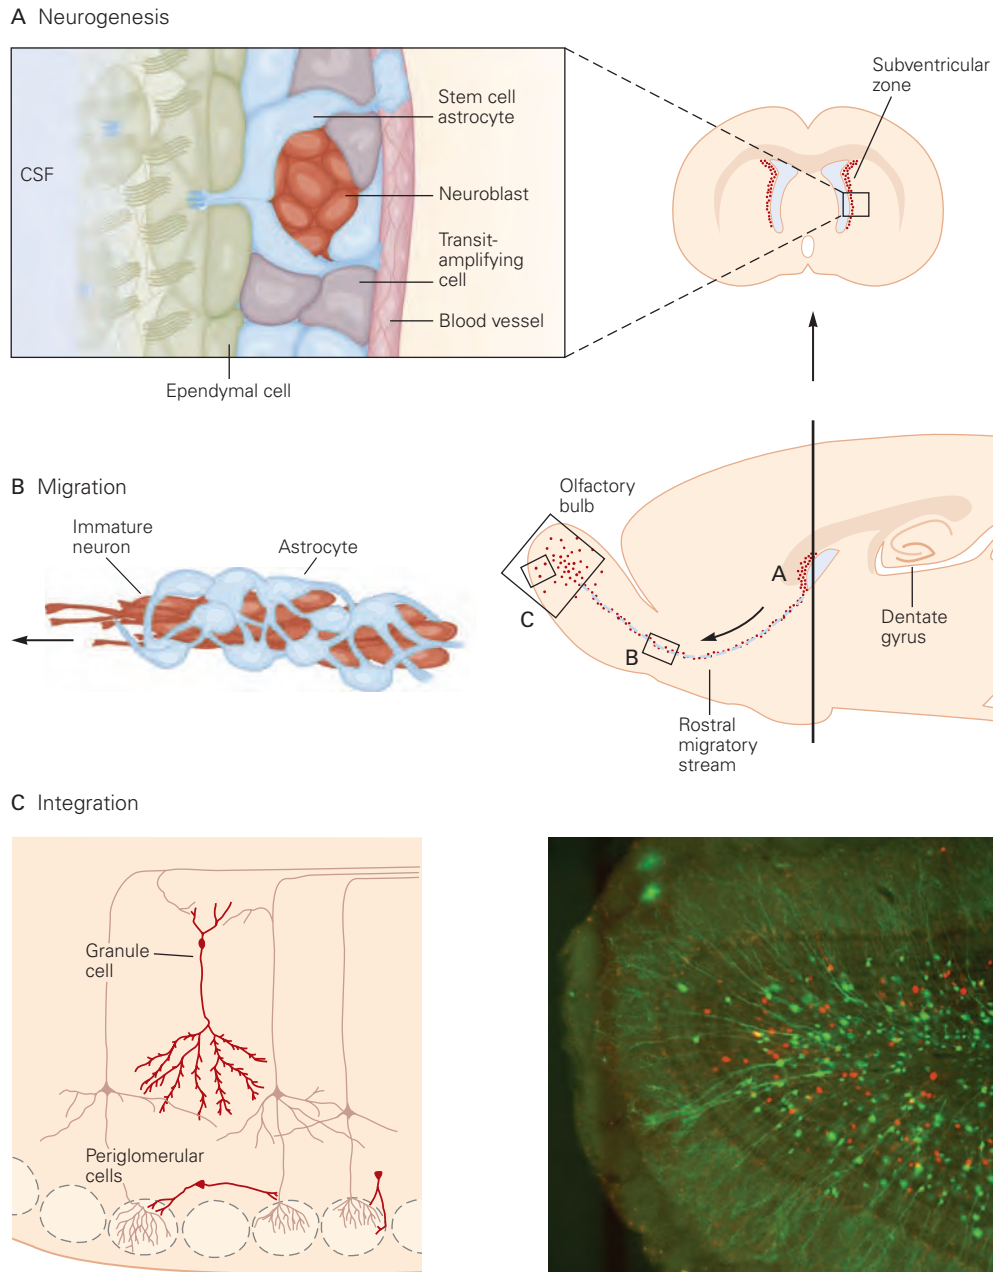 A Neurogenesis
Subventricular
zone
Stem cell
astrocyte
CSF
Neuroblast
Transit-
amplifying
cell
Blood vessel
Ependymal cell
B Migration
Immature
neuron
Astrocyte
Olfactory
bulb
A
C
B
Dentate
gyrus
Rostral
migratory
stream
C Integration
Granule
cell
Periglomerular
cells